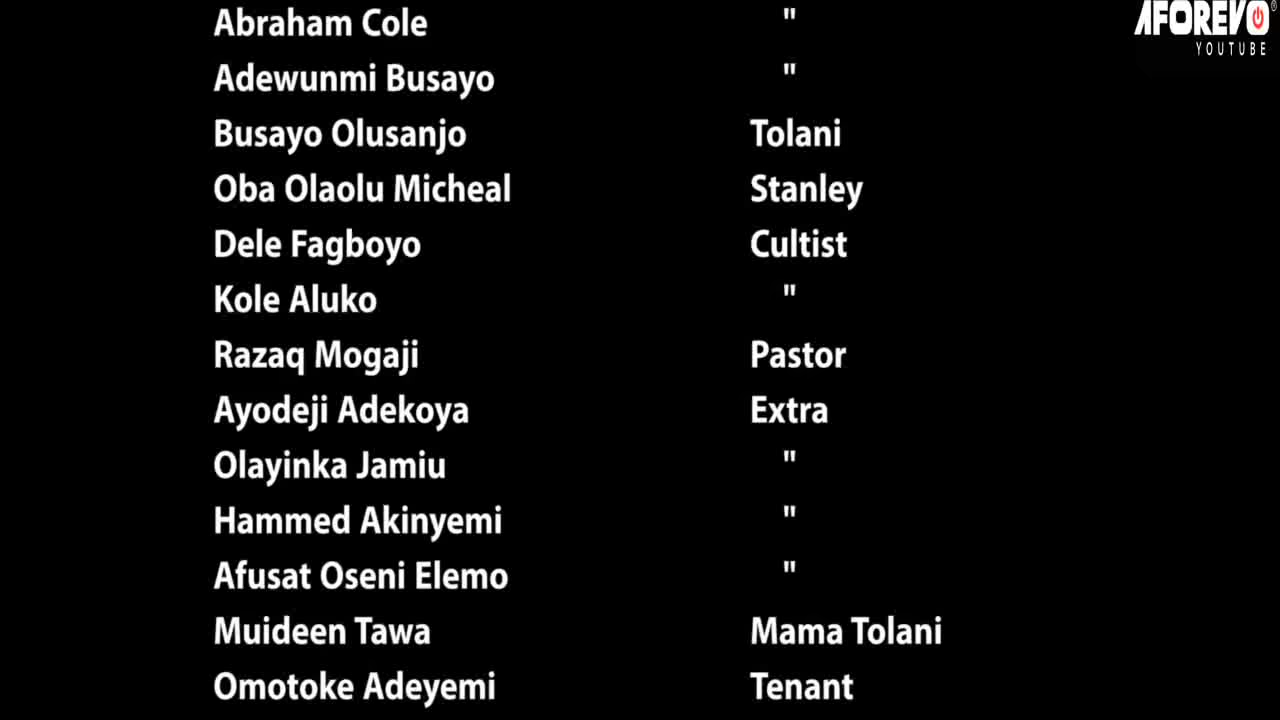 AFOREVO®
YOUTUBE
Abraham Cole "
Adewunmi Busayo "
Busayo Olusanjo Tolani
Oba Olaolu Micheal Stanley
Dele Fagboyo Cultist
Kole Aluko "
Razaq Mogaji Pastor
Ayodeji Adekoya Extra
Olayinka Jamiu "
Hammed Akinyemi "
Afusat Oseni Elemo "
Muideen Tawa Mama Tolani
Omotoke Adeyemi Tenant